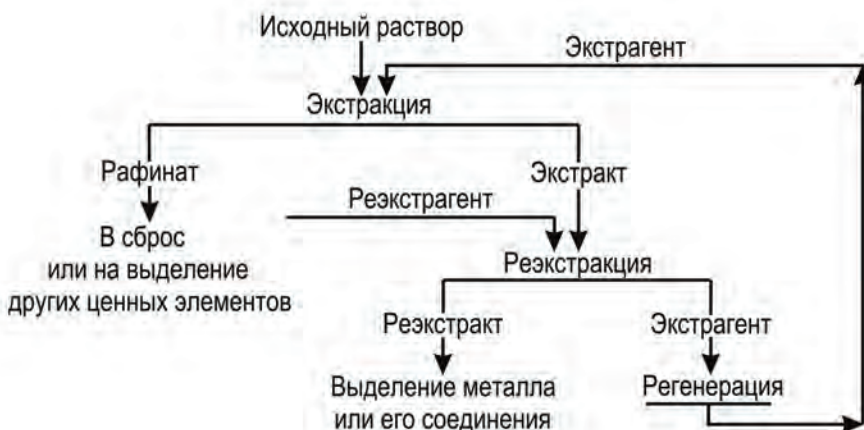 Исходный раствор
Экстрагент
Экстракция
Рафинат
Экстракт
Реэкстрагент
В сброс
или на выделение
других ценных элементов
Реэкстракция
Реэкстракт
Экстрагент
Выделение металла
или его соединения
Регенерация